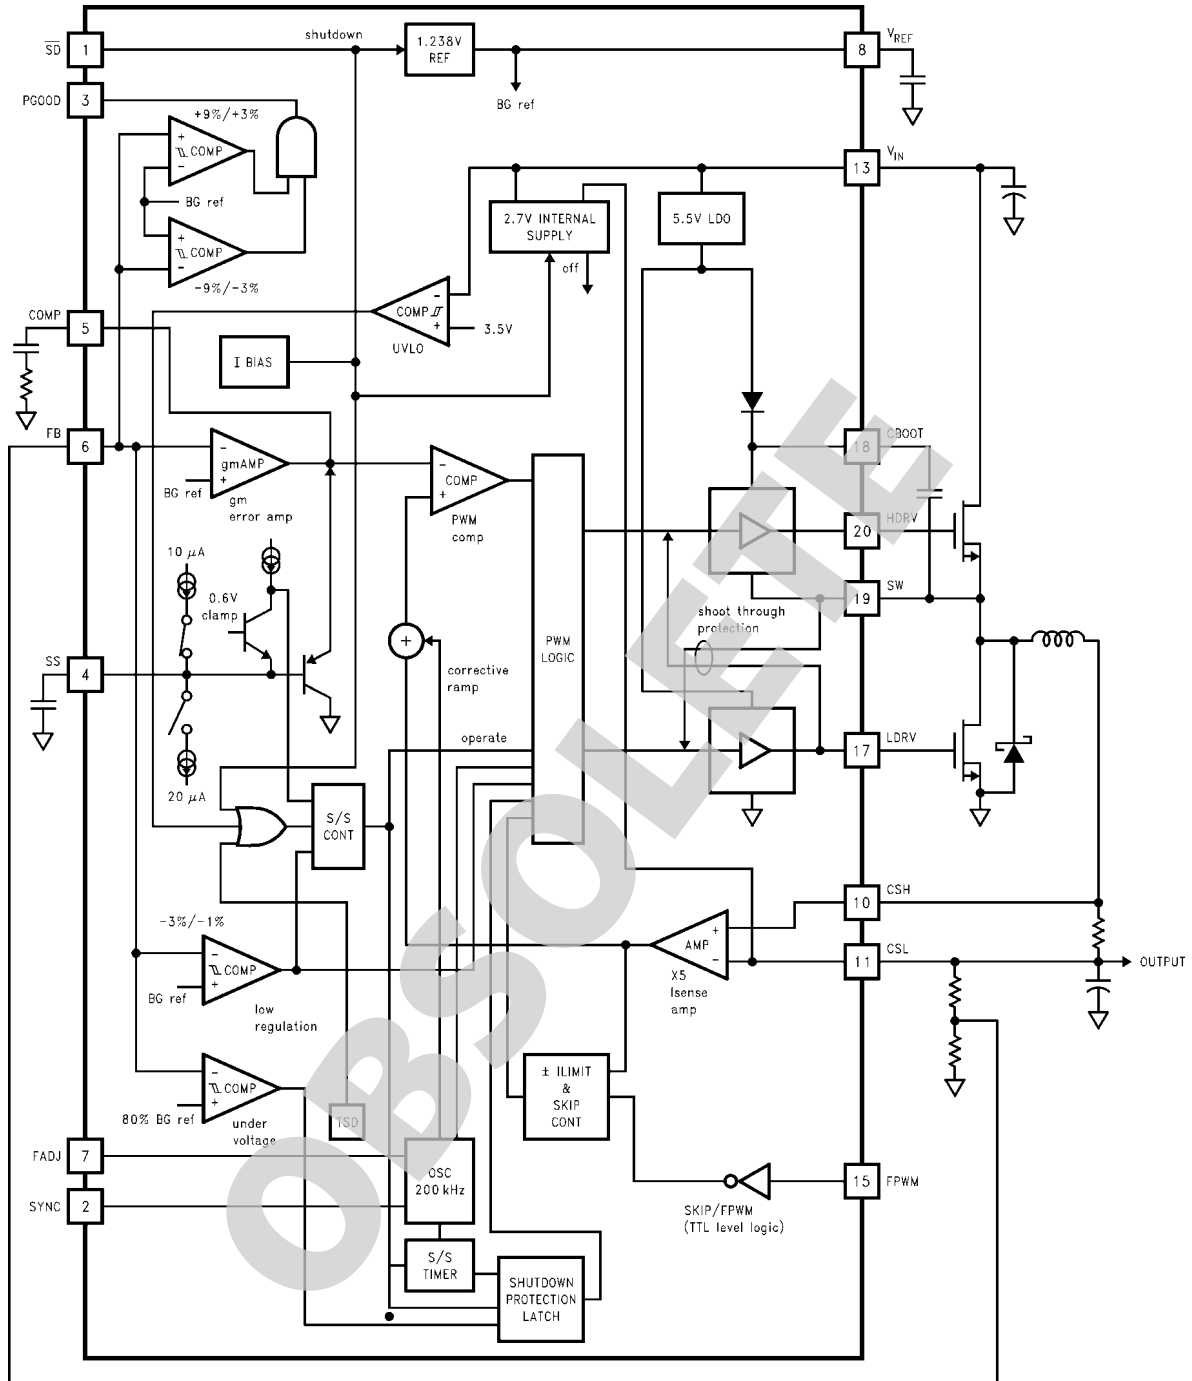 SD
1
shutdown
1.238V
REF
8
VREF
BG ref
PGOOD
3
+9%/+3%
+
COMP
−
BG ref
+
COMP
−
−9%/−3%
13
VIN
2.7V INTERNAL
SUPPLY
off
5.5V LDO
COMP
5
−
COMP
+
3.5V
UVLO
I BIAS
FB
6
−
gmAMP
+
BG ref
gm
error amp
−
COMP
+
PWM
comp
18
CBOOT
20
HDRV
19
SW
10 μA
0.6V
clamp
shoot through
protection
PWM
LOGIC
+
corrective
ramp
SS
4
20 μA
operate
17
LDRV
S/S
CONT
OBSOLETE
10
CSH
11
CSL
OUTPUT
+
AMP
−
X5
Isense
amp
−3%/−1%
−
COMP
+
BG ref
low
regulation
−
COMP
+
80% BG ref
under
voltage
TSD
± ILIMIT
&
SKIP
CONT
FADJ
7
SYNC
2
OSC
200 kHz
15
FPWM
SKIP/FPWM
(TTL level logic)
S/S
TIMER
SHUTDOWN
PROTECTION
LATCH